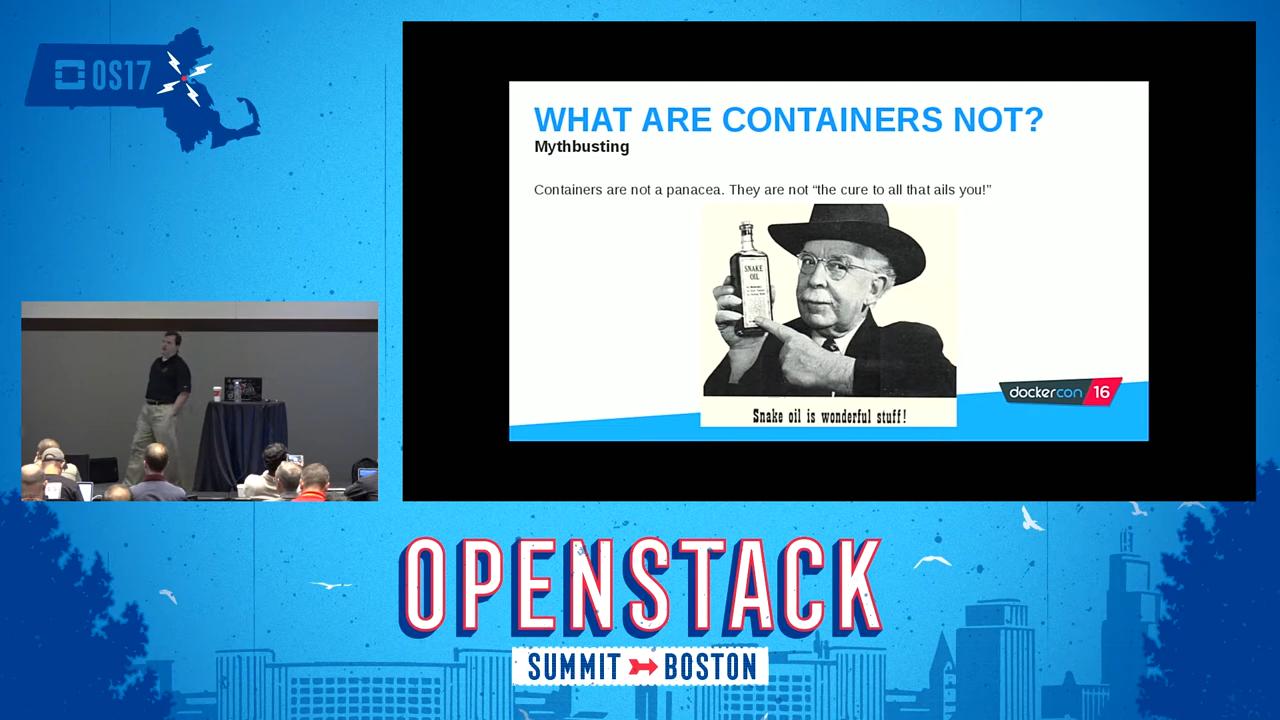 OS17
WHAT ARE CONTAINERS NOT?
Mythbusting
Containers are not a panacea. They are not “the cure to all that ails you!”
SNAKE
OIL
Snake oil is wonderful stuff!
dockercon 16
OPENSTACK
SUMMIT BOSTON